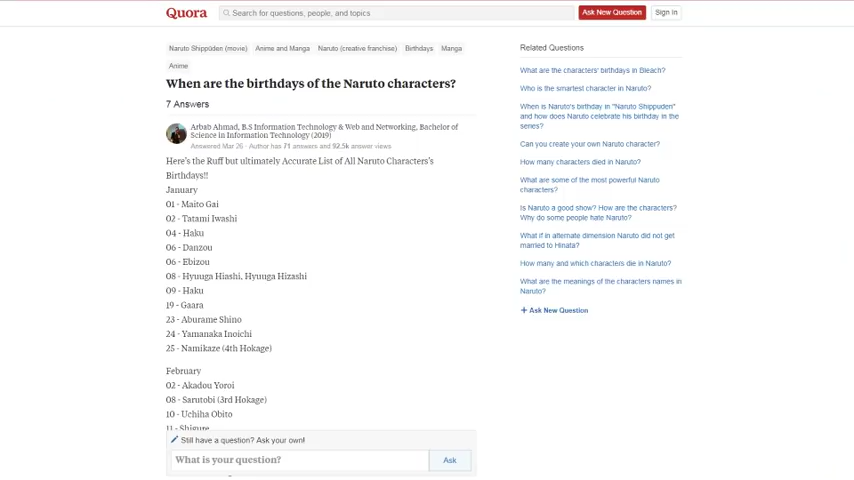 Quora
Search for questions, people, and topics
Ask New Question
Sign In
Naruto Shippūden (movie) Anime and Manga Naruto (creative franchise) Birthdays Manga
Anime
When are the birthdays of the Naruto characters?
7 Answers
Arbab Ahmad, B.S Information Technology & Web and Networking, Bachelor of
Science in Information Technology (2019)
Answered Mar 26 · Author has 71 answers and 92.5k answer views
Here's the Ruff but ultimately Accurate List of All Naruto Characters's
Birthdays!!
January
01 - Maito Gai
02 - Tatami Iwashi
04 - Haku
06 - Danzou
06 - Ebizou
08 - Hyuuga Hiashi, Hyuuga Hizashi
09 - Haku
19 - Gaara
23 - Aburame Shino
24 - Yamanaka Inoichi
25 - Namikaze (4th Hokage)
February
02 - Akadou Yoroi
08 - Sarutobi (3rd Hokage)
10 - Uchiha Obito
11 - Shigure
Still have a question? Ask your own!
What is your question?
Ask
Related Questions
What are the characters' birthdays in Bleach?
Who is the smartest character in Naruto?
When is Naruto's birthday in "Naruto Shippuden"
and how does Naruto celebrate his birthday in the
series?
Can you create your own Naruto character?
How many characters died in Naruto?
What are some of the most powerful Naruto
characters?
Is Naruto a good show? How are the characters?
Why do some people hate Naruto?
What if in alternate dimension Naruto did not get
married to Hinata?
How many and which characters die in Naruto?
What are the meanings of the characters names in
Naruto?
+ Ask New Question